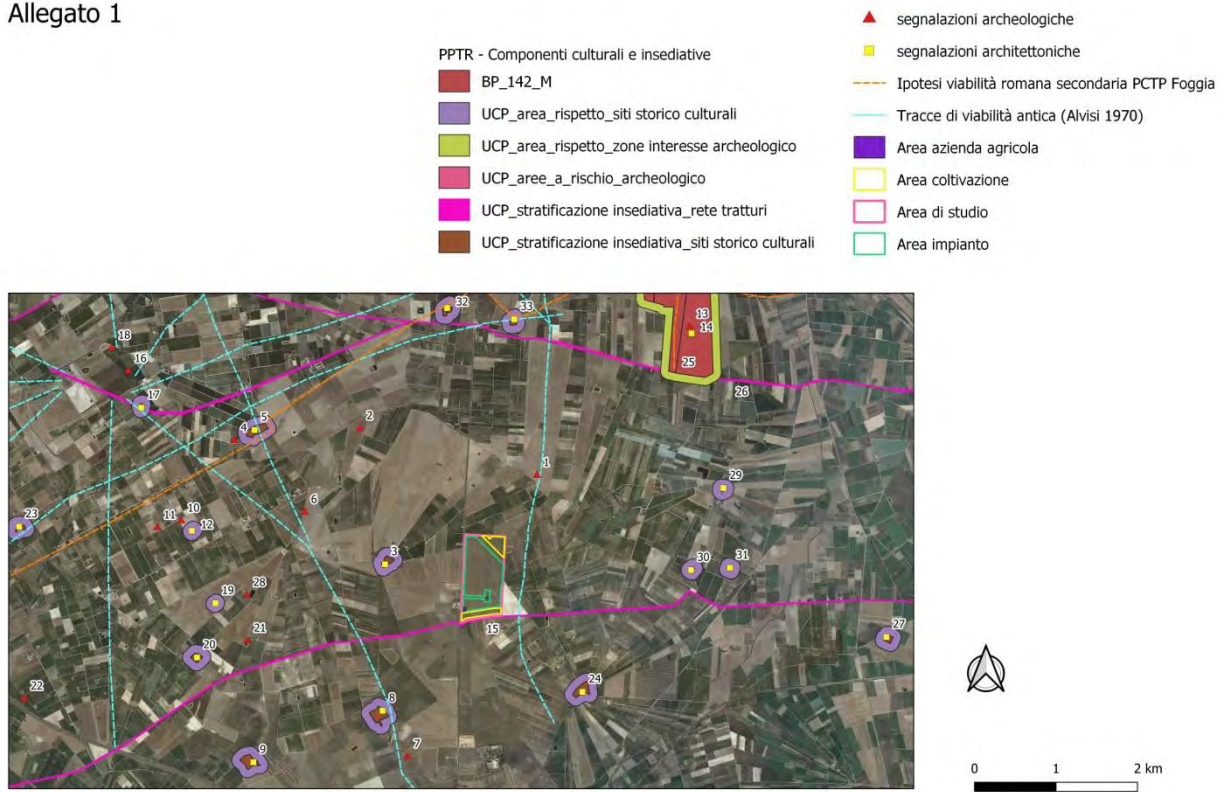 Allegato 1
PPTR - Componenti culturali e insediative
BP_142_M
UCP_area_rispetto_siti storico culturali
UCP_area_rispetto_zone interesse archeologico
UCP_aree_a_rischio_archeologico
UCP_stratificazione insediativa_rete tratturi
UCP_stratificazione insediativa_siti storico culturali
segnalazioni archeologiche
segnalazioni architettoniche
Ipotesi viabilità romana secondaria PCTP Foggia
Tracce di viabilità antica (Alvisi 1970)
Area azienda agricola
Area coltivazione
Area di studio
Area impianto
32
33
13
14
18
16
25
26
17
5
4
2
1
29
6
23
11
10
12
3
30
31
28
19
15
21
27
20
22
24
8
7
9
0 1 2 km